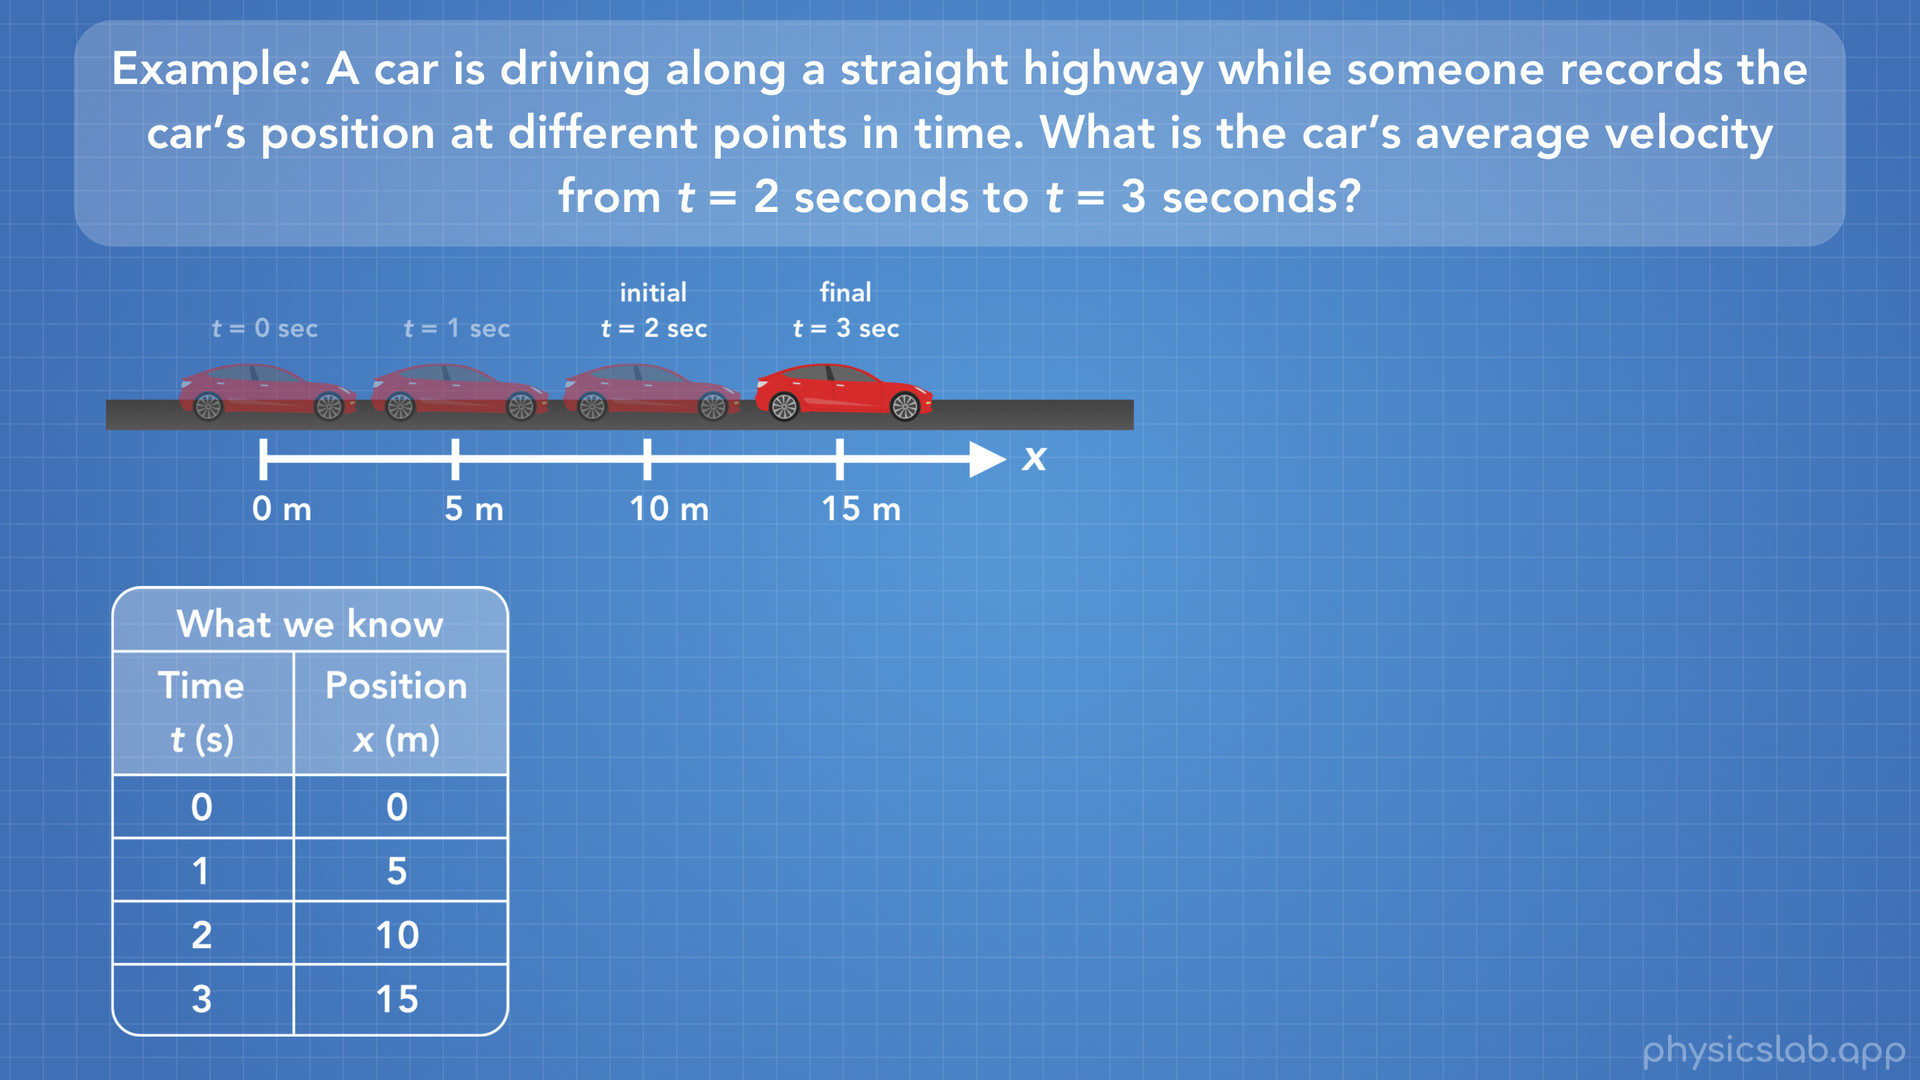 Example: A car is driving along a straight highway while someone records the
car’s position at different points in time. What is the car’s average velocity
from t = 2 seconds to t = 3 seconds?
initial final
t = 0 sec t = 1 sec t = 2 sec t = 3 sec
x
0 m 5 m 10 m 15 m
What we know
Time Position
t (s) x (m)
0 0
1 5
2 10
3 15
physicslab.app